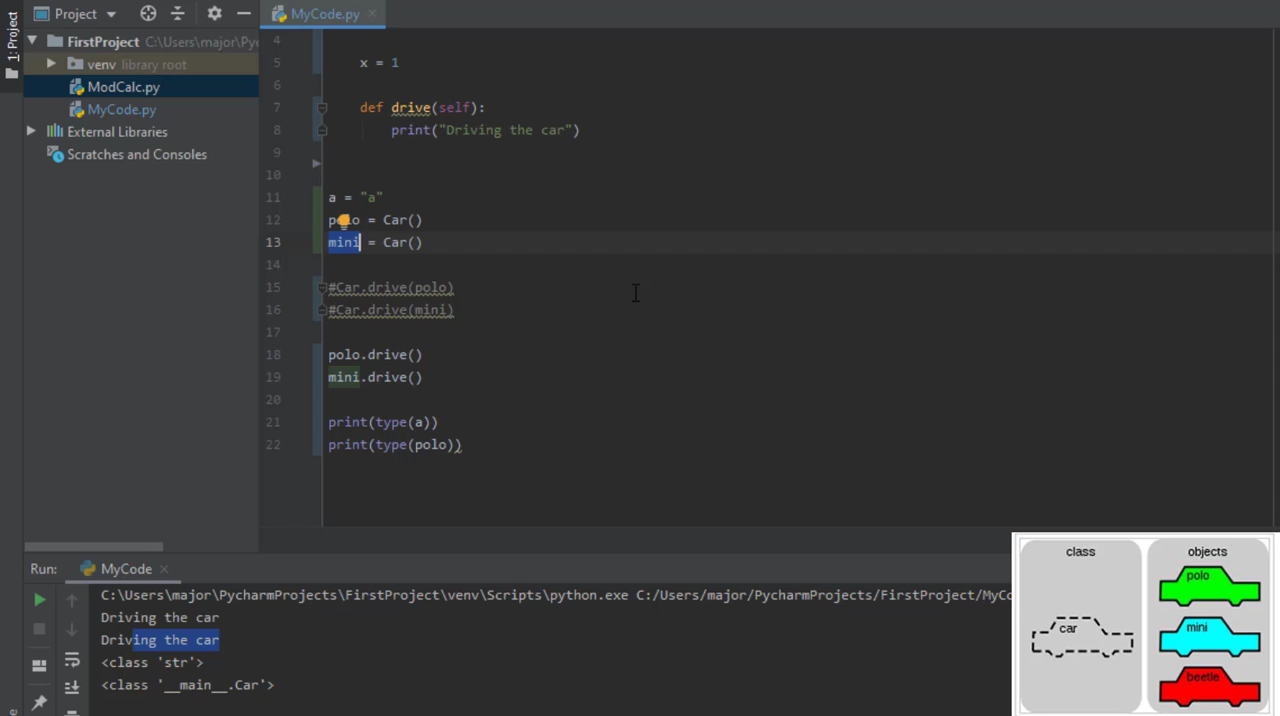 Project
MyCode.py
1: Project
FirstProject C:\Users\major\Py
venv library root
ModCalc.py
MyCode.py
External Libraries
Scratches and Consoles
4
5 x = 1
6
7 def drive(self):
8 print("Driving the car")
9
10
11 a = "a"
12 polo = Car()
13 mini = Car()
14
15 #Car.drive(polo)
16 #Car.drive(mini)
17
18 polo.drive()
19 mini.drive()
20
21 print(type(a))
22 print(type(polo))
Run: MyCode
C:\Users\major\PycharmProjects\FirstProject\venv\Scripts\python.exe C:/Users/major/PycharmProjects/FirstProject/MyCo
Driving the car
Driving the car
<class 'str'>
<class '__main__.Car'>
class
car
objects
polo
mini
beetle